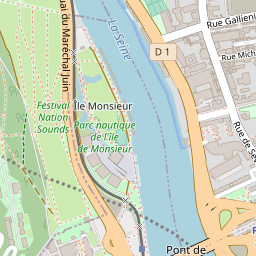 uai du Maréchal Juin
La Seine
Rue Gallieni
D 1
Rue Mich
Île Monsieur
Festival
Nation
Sounds
Parc nautique
de l'Île
de Monsieur
Rue de Sè
Pont de